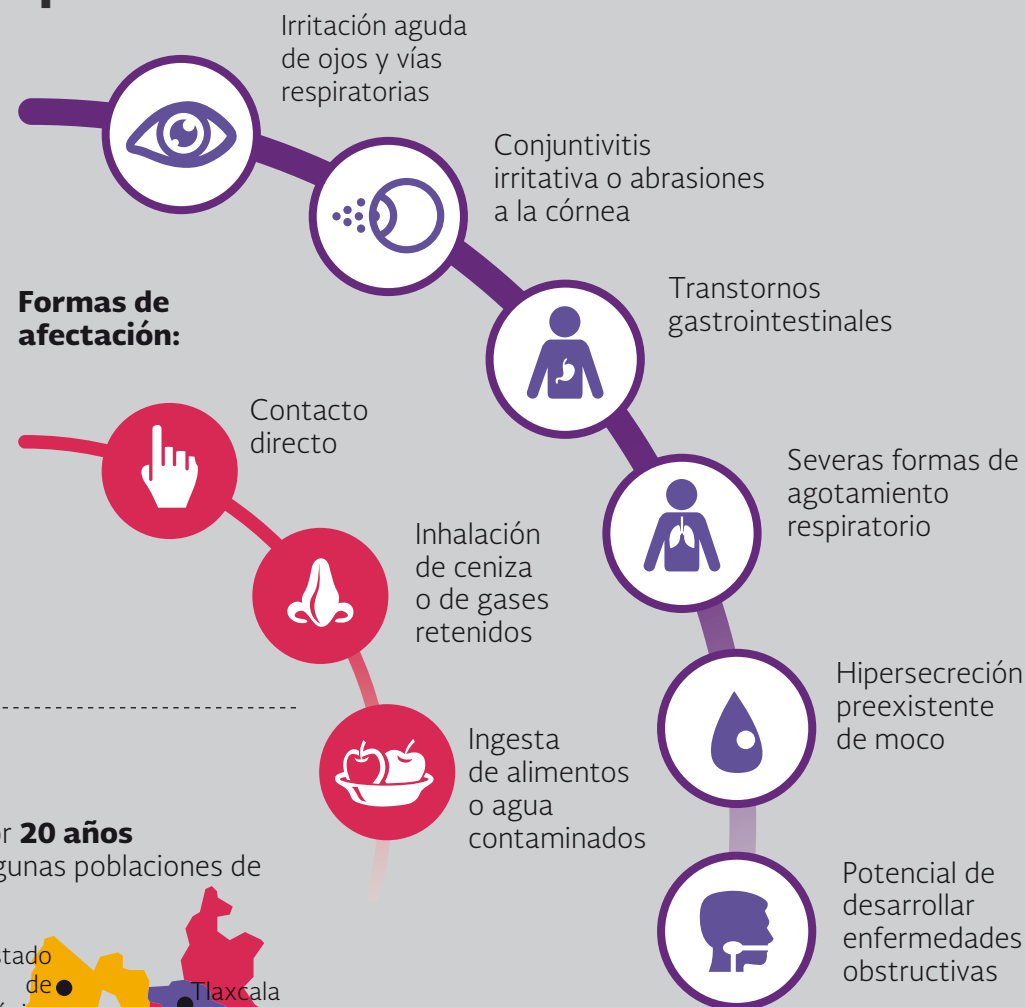 Irritación aguda
de ojos y vías
respiratorias
Conjuntivitis
irritativa o abrasiones
a la córnea
Transtornos
gastrointestinales
Severas formas de
agotamiento
respiratorio
Hipersecreción
preexistente
de moco
Potencial de
desarrollar
enfermedades
obstructivas
Formas de
afectación:
Contacto
directo
Inhalación
de ceniza
o de gases
retenidos
Ingesta
de alimentos
o agua
contaminados
20 años
poblaciones de
de
Tlaxcala